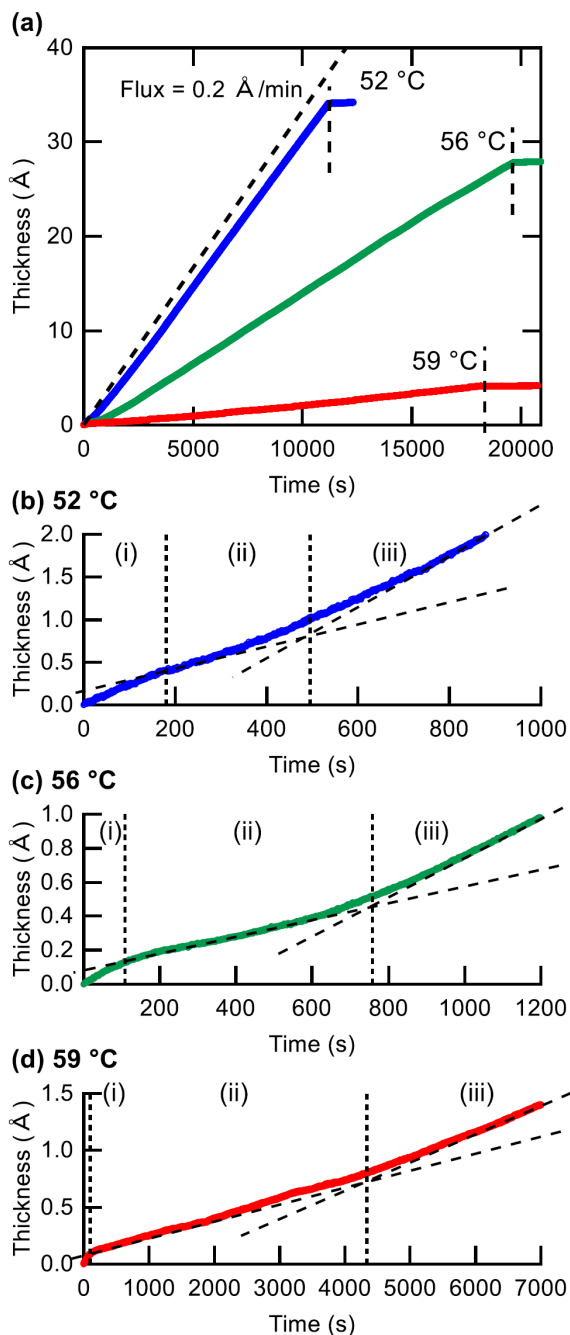 (a)
40
30
20
10
0
Thickness (Å)
Flux = 0.2 Å/min
52 °C
56 °C
59 °C
0 5000 10000 15000 20000
Time (s)
(b) 52 °C
2.0
1.5
1.0
0.5
0.0
Thickness (Å)
(i) (ii) (iii)
0 200 400 600 800 1000
Time (s)
(c) 56 °C
1.0
0.8
0.6
0.4
0.2
0.0
Thickness (Å)
(i) (ii) (iii)
200 400 600 800 1000 1200
Time (s)
(d) 59 °C
1.5
1.0
0.5
0.0
Thickness (Å)
(i) (ii) (iii)
0 1000 2000 3000 4000 5000 6000 7000
Time (s)